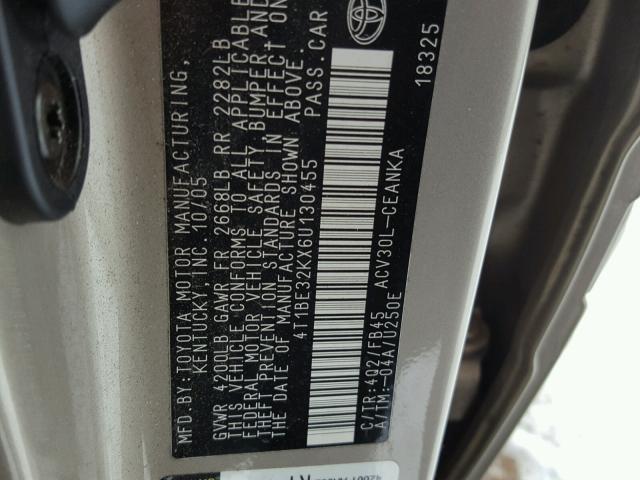 MFD.BY:TOYOTA MOTOR MANUFACTURING,
KENTUCKY,INC. 10/05
GVWR 4200LB GAWR FR 2668LB RR 2282LB
THIS VEHICLE CONFORMS TO ALL APPLICABLE
FEDERAL MOTOR VEHICLE SAFETY, BUMPER,AND
THEFT PREVENTION STANDARDS IN EFFECT ON
THE DATE OF MANUFACTURE SHOWN ABOVE.
4T1BE32KX6U130455 PASS.CAR
C/TR:4Q2/FB45 ACV30L-CEANKA
A/TM:-04A/U250E
18325